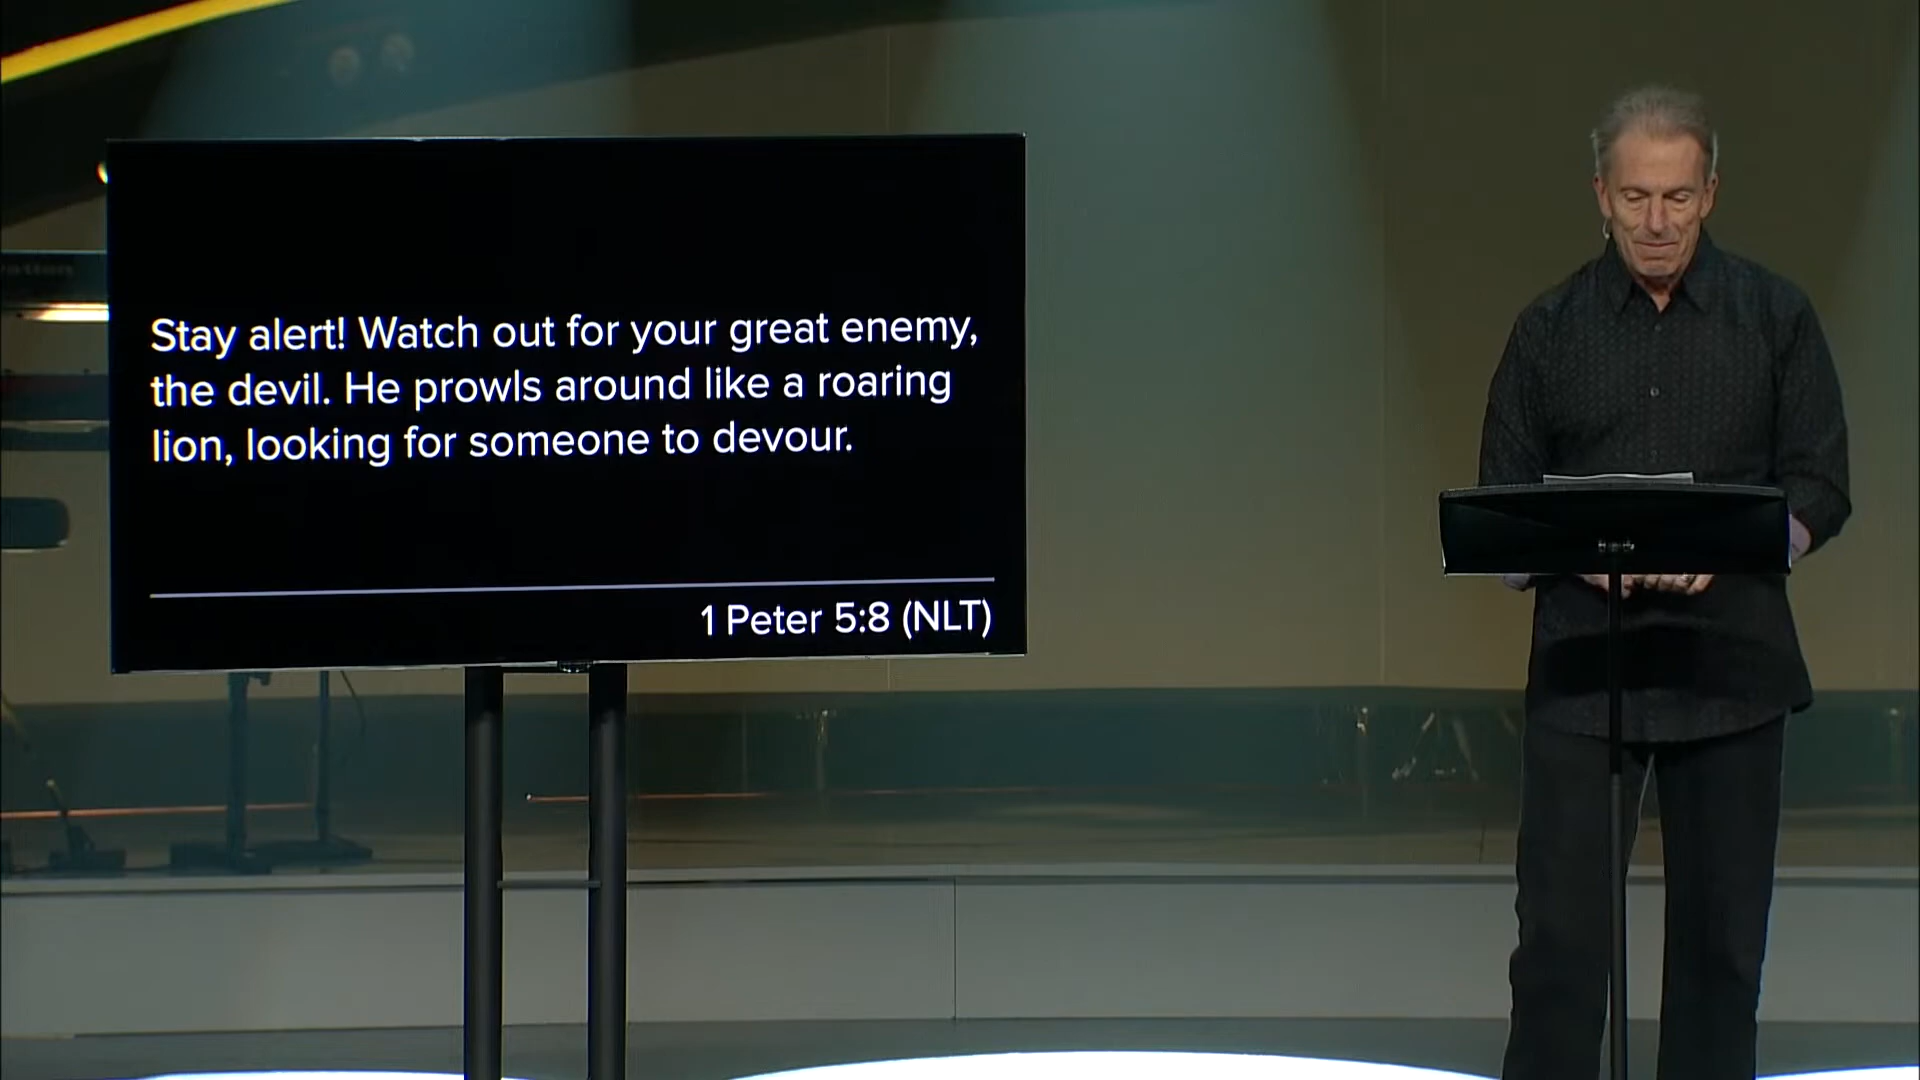 Stay alert! Watch out for your great enemy,
the devil. He prowls around like a roaring
lion, looking for someone to devour.
1 Peter 5:8 (NLT)